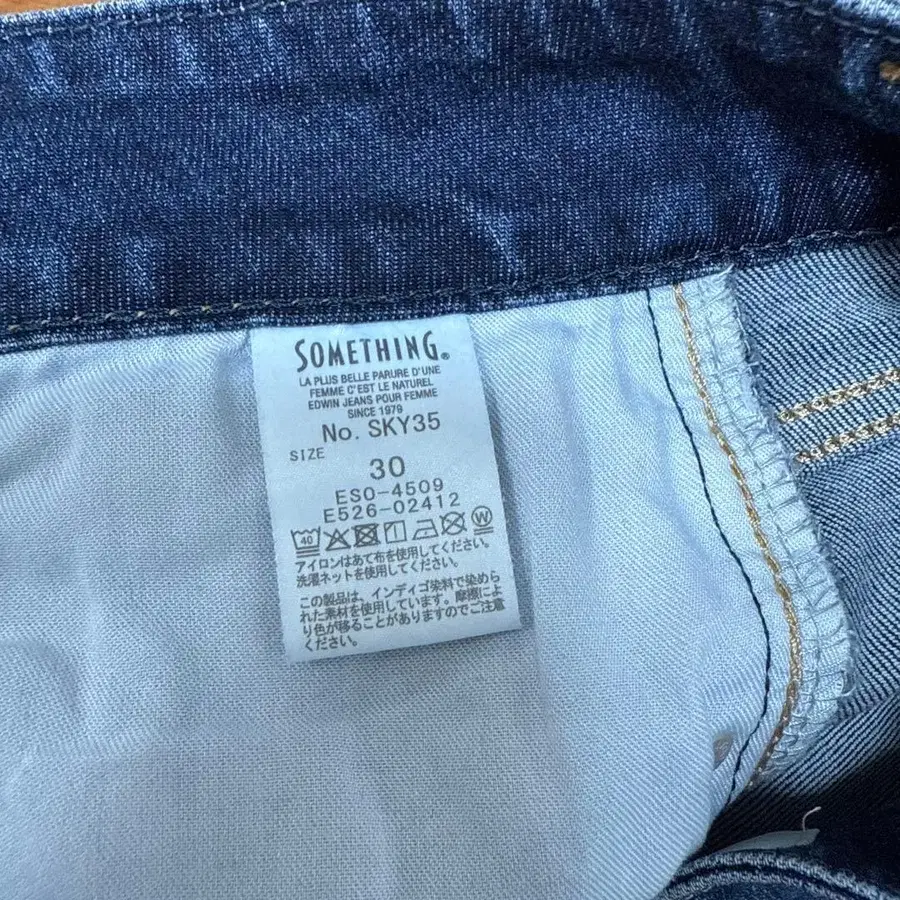 SOMETHING®
LA PLUS BELLE PARURE D'UNE
FEMME C'EST LE NATUREL
EDWIN JEANS POUR FEMME
SINCE 1979
No. SKY35
SIZE
30
ESO-4509
E526-02412
40 W
アイロンはあて布を使用してください。
洗濯ネットを使用してください。
この製品は、インディゴ染料で染めら
れた素材を使用しています。摩擦によ
り色が移ることがありますのでご注意
ください。